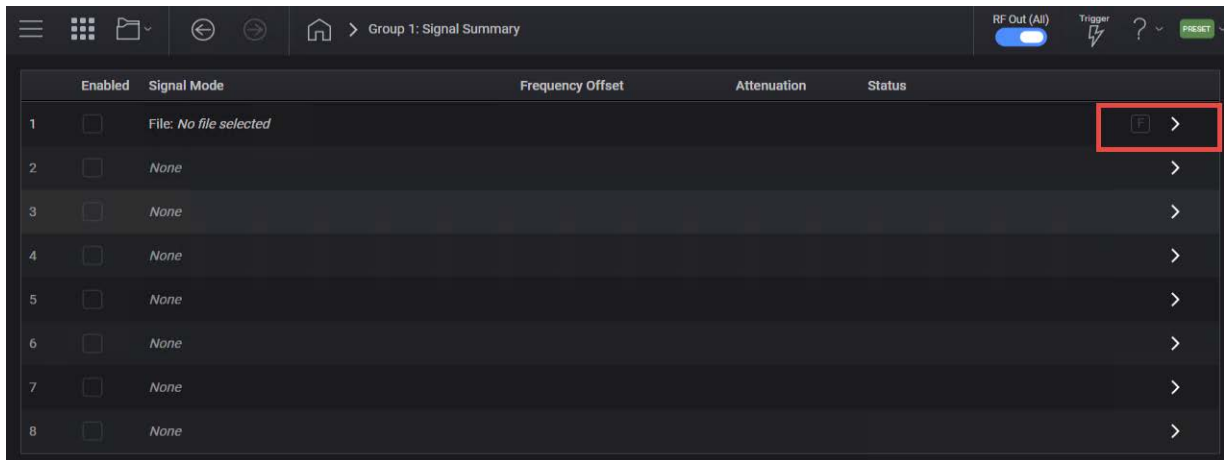 Group 1: Signal Summary
RF Out (All)
Trigger
?
PRESET
Enabled Signal Mode Frequency Offset Attenuation Status
1 File: No file selected F
2 None
3 None
4 None
5 None
6 None
7 None
8 None